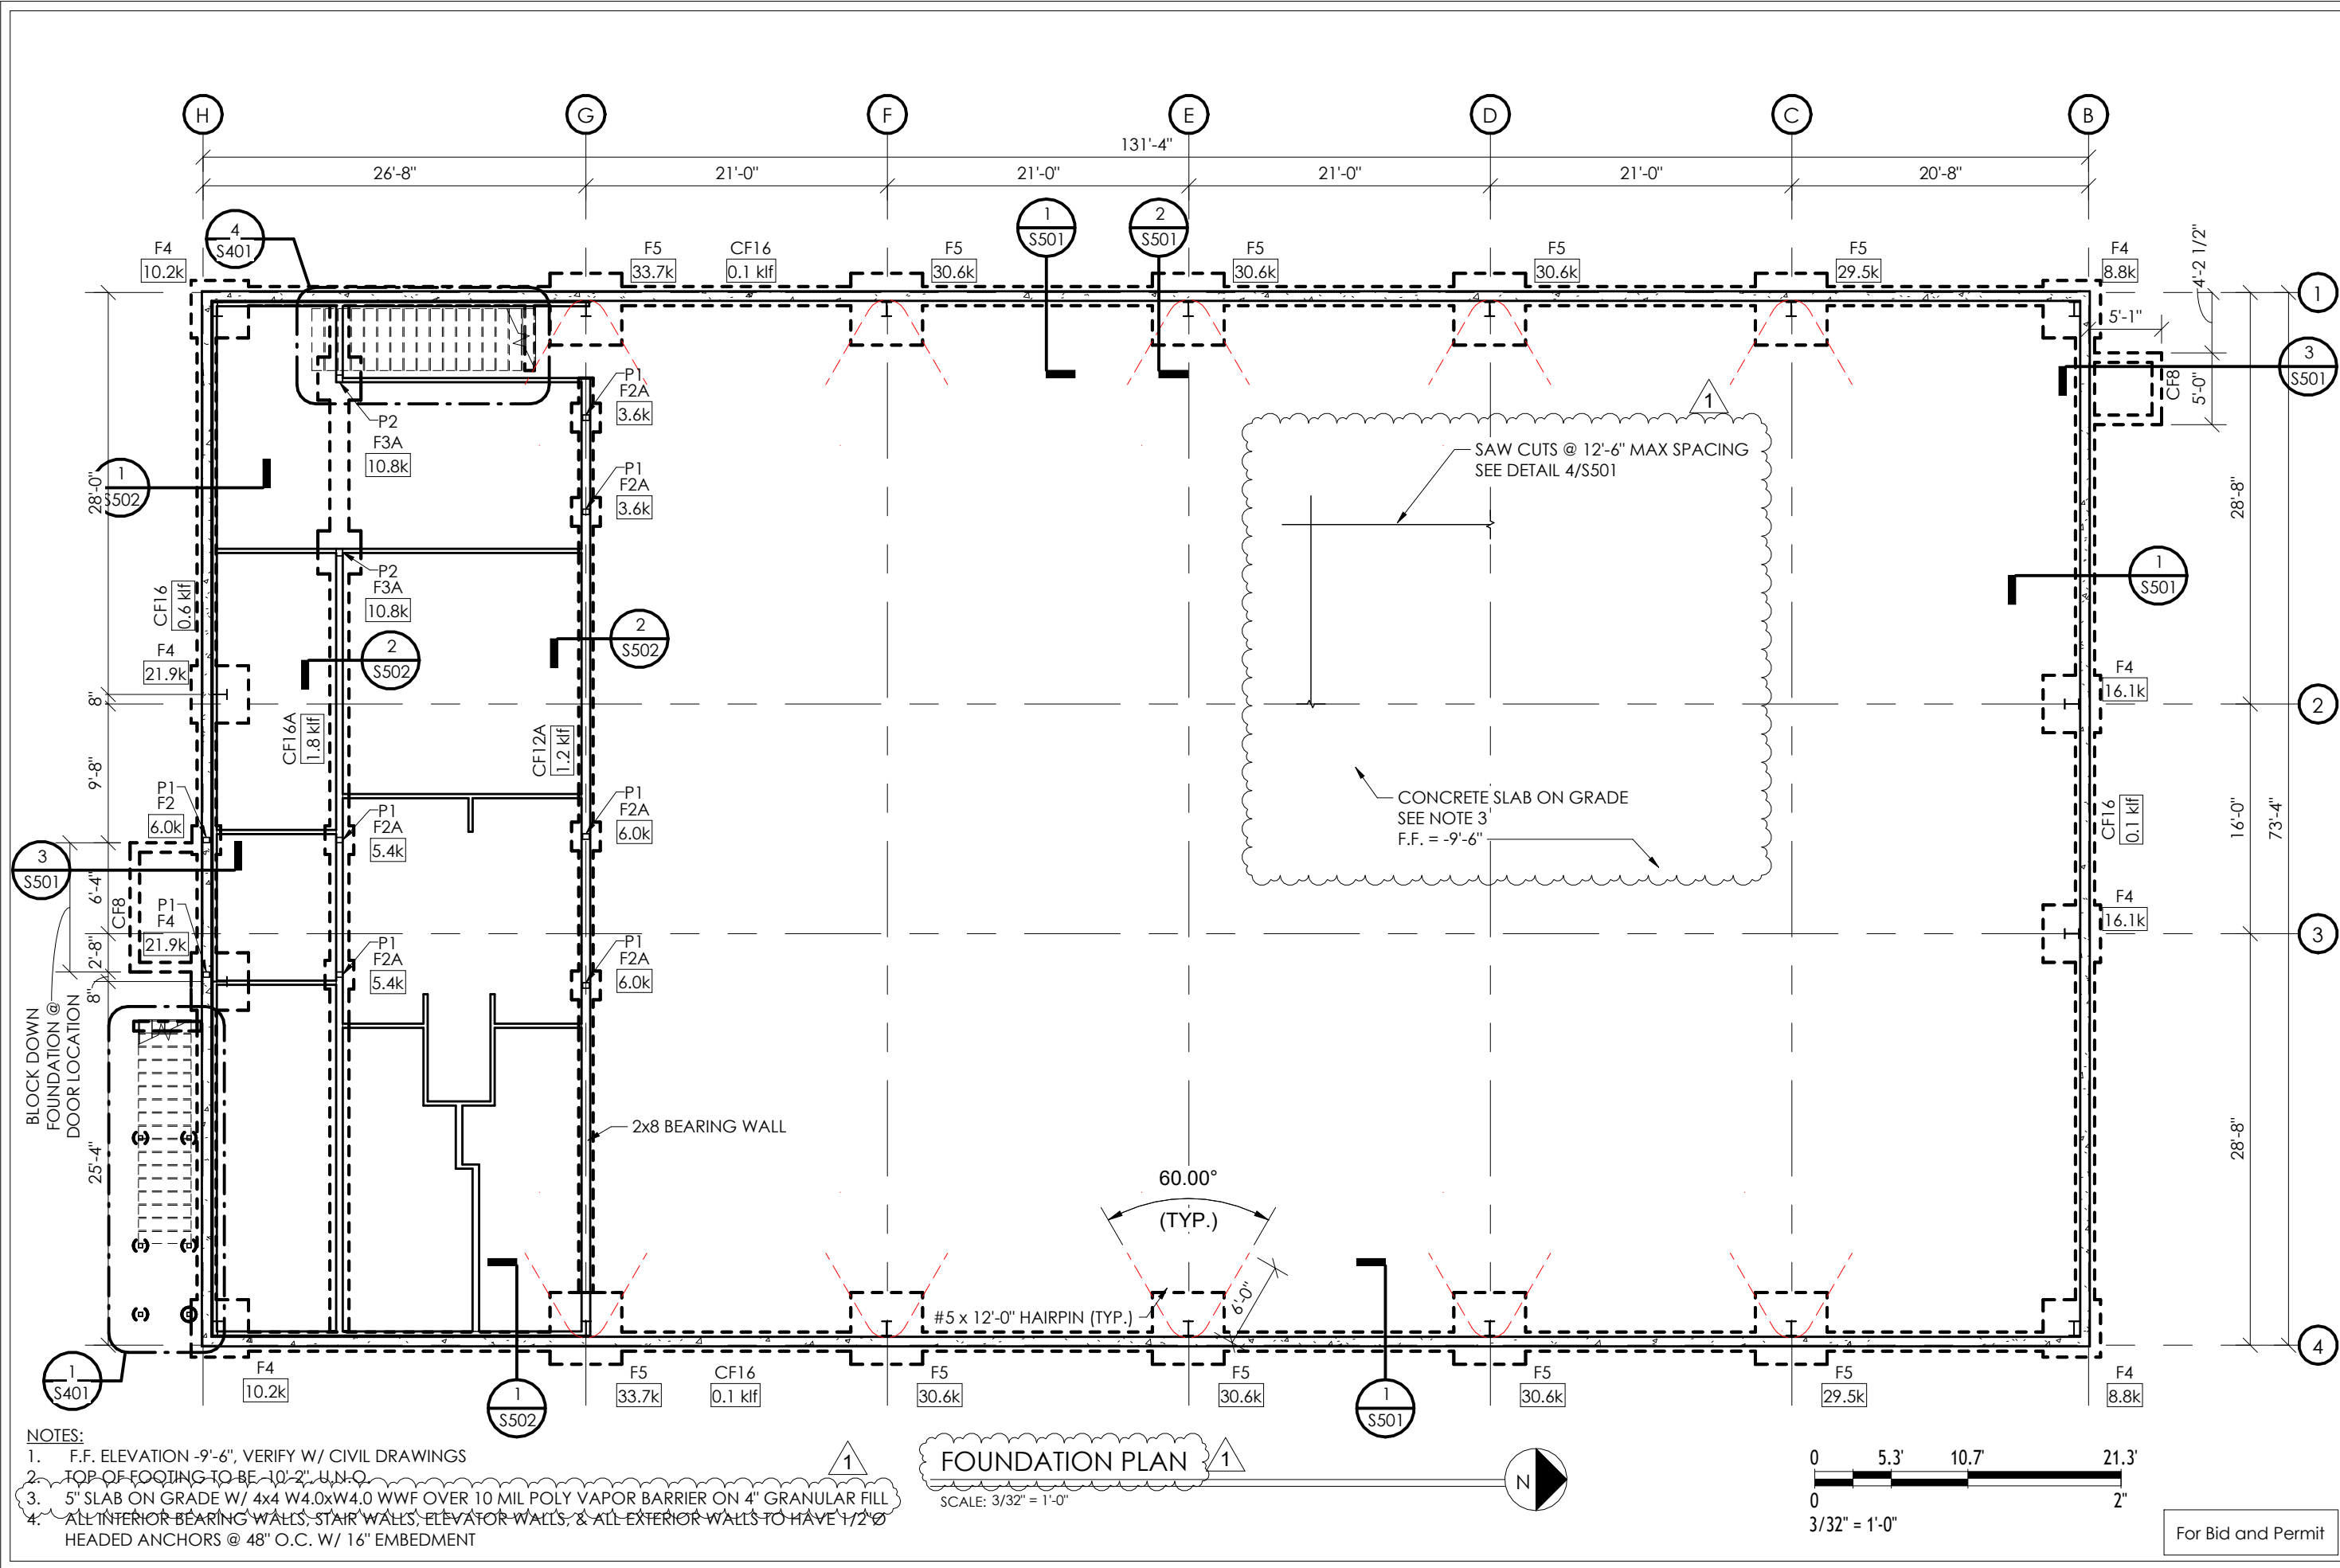 H
G
F
E
D
C
B
131'-4"
26'-8"
21'-0"
21'-0"
21'-0"
21'-0"
20'-8"
4
S401
1
S501
2
S501
F4
10.2k
F5
33.7k
CF16
0.1 klf
F5
30.6k
F5
30.6k
F5
30.6k
F5
29.5k
F4
8.8k
4'-2 1/2"
1
5'-1"
3
S501
CF8
5'-0"
P1
F2A
3.6k
P2
F3A
10.8k
1
SAW CUTS @ 12'-6" MAX SPACING
SEE DETAIL 4/S501
P1
F2A
3.6k
1
S502
28'-0"
28'-8"
P2
F3A
10.8k
CF16
0.6 klf
1
S501
2
S502
2
S502
F4
21.9k
F4
16.1k
8"
2
CF16A
1.8 klf
CF12A
1.2 klf
9'-8"
P1
F2
6.0k
P1
F2A
5.4k
P1
F2A
6.0k
CONCRETE SLAB ON GRADE
SEE NOTE 3
F.F. = -9'-6"
CF16
0.1 klf
16'-0"
73'-4"
3
S501
6'-4"
CF8
P1
F4
21.9k
F4
16.1k
3
2'-8"
P1
F2A
5.4k
P1
F2A
6.0k
8"
BLOCK DOWN
FOUNDATION @
DOOR LOCATION
2x8 BEARING WALL
25'-4"
28'-8"
60.00°
(TYP.)
6'-0"
#5 x 12'-0" HAIRPIN (TYP.)
4
1
S401
F4
10.2k
1
S502
F5
33.7k
CF16
0.1 klf
F5
30.6k
F5
30.6k
1
S501
F5
30.6k
F5
29.5k
F4
8.8k
NOTES:
1. F.F. ELEVATION -9'-6", VERIFY W/ CIVIL DRAWINGS
2. TOP OF FOOTING TO BE -10'-2", U.N.O.
3. 5" SLAB ON GRADE W/ 4x4 W4.0xW4.0 WWF OVER 10 MIL POLY VAPOR BARRIER ON 4" GRANULAR FILL
4. ALL INTERIOR BEARING WALLS, STAIR WALLS, ELEVATOR WALLS, & ALL EXTERIOR WALLS TO HAVE 1/2"Ø
HEADED ANCHORS @ 48" O.C. W/ 16" EMBEDMENT
1
FOUNDATION PLAN
1
SCALE: 3/32" = 1'-0"
N
0 5.3' 10.7' 21.3'
0 2"
3/32" = 1'-0"
For Bid and Permit